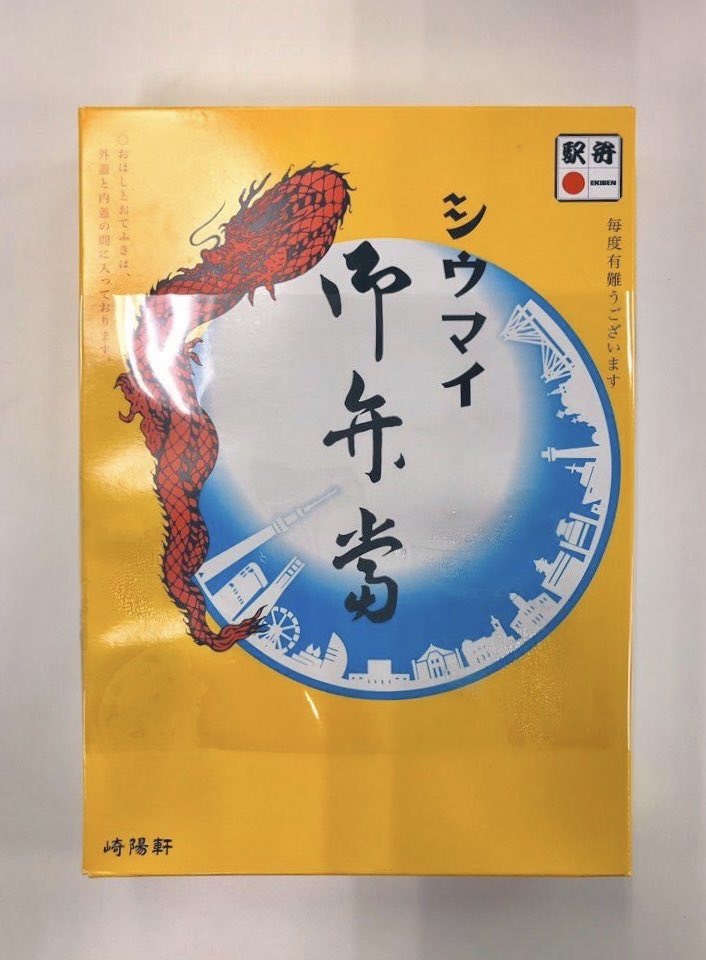 駅弁
EKIBEN
毎度有難うございます
シウマイ
御弁當
○おはしとおてふきは、
外蓋と内蓋の間に入っております。
崎陽軒